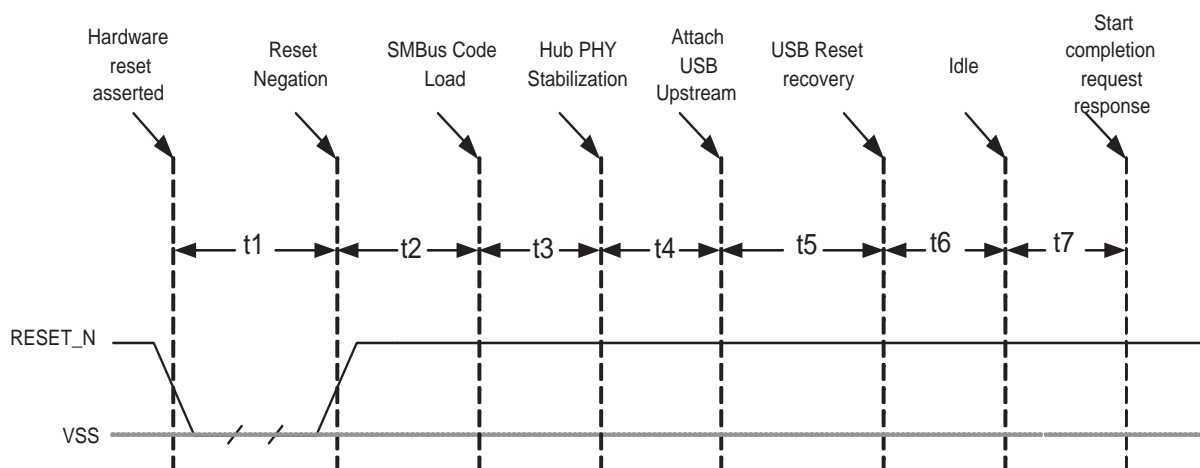 Hardware
reset
asserted
Reset
Negation
SMBus Code
Load
Hub PHY
Stabilization
Attach
USB
Upstream
USB Reset
recovery
Idle
Start
completion
request
response
t1
t2
t3
t4
t5
t6
t7
RESET_N
VSS